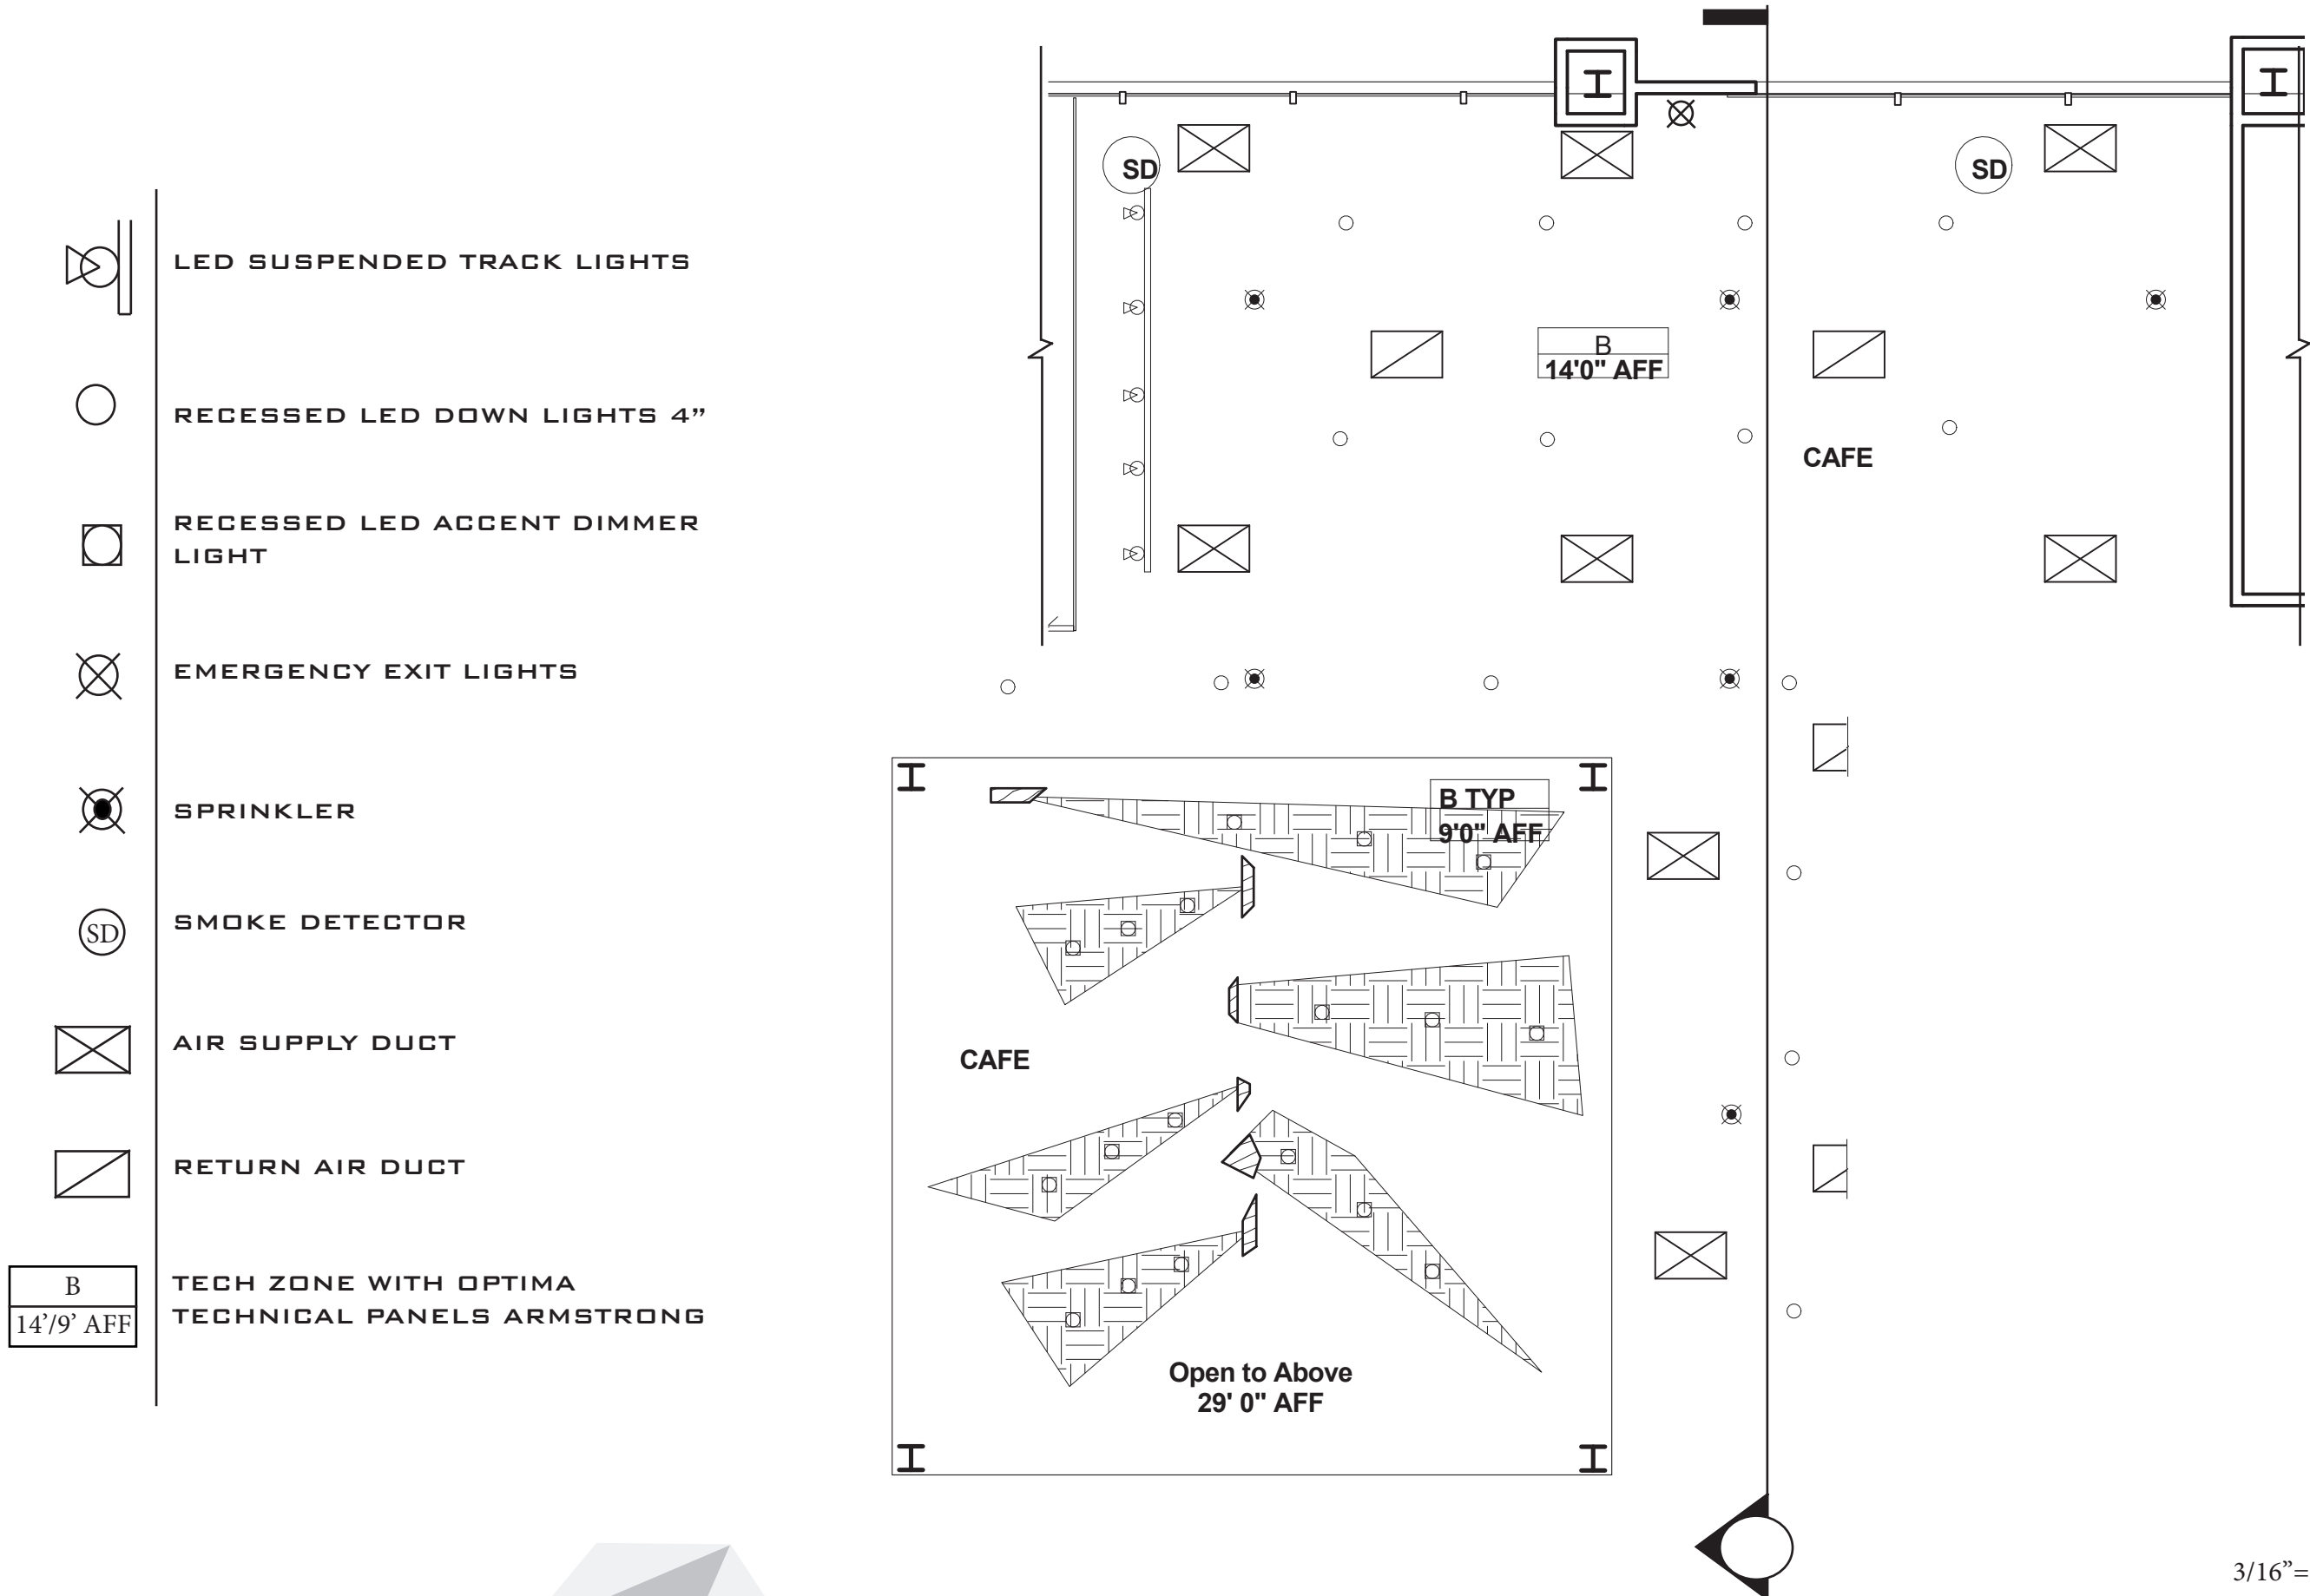 LED SUSPENDED TRACK LIGHTS
RECESSED LED DOWN LIGHTS 4”
RECESSED LED ACCENT DIMMER
LIGHT
EMERGENCY EXIT LIGHTS
SPRINKLER
SD
SMOKE DETECTOR
AIR SUPPLY DUCT
RETURN AIR DUCT
B
14’/9’ AFF
TECH ZONE WITH OPTIMA
TECHNICAL PANELS ARMSTRONG
SD
SD
B
14'0" AFF
CAFE
B TYP
9'0" AFF
CAFE
Open to Above
29' 0" AFF
3/16”=